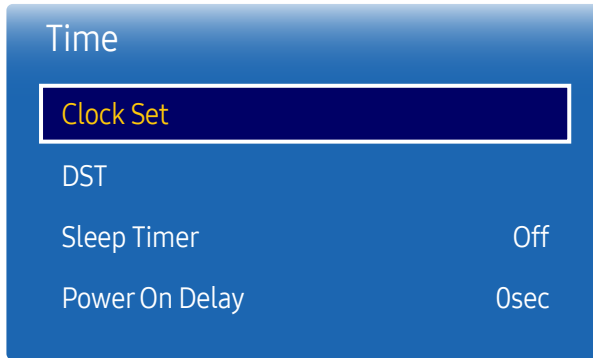 Time
Clock Set
DST
Sleep Timer Off
Power On Delay 0sec